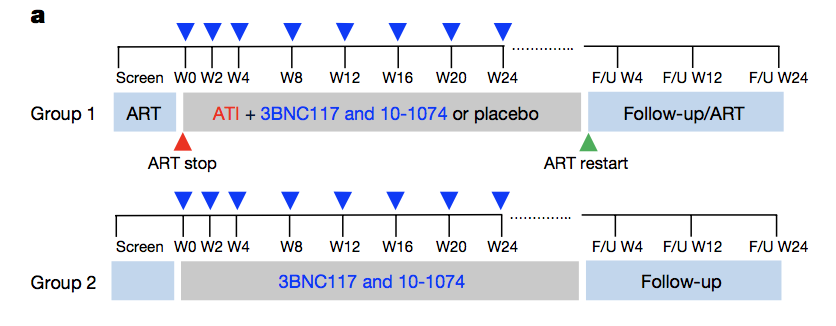 a
Screen W0 W2 W4 W8 W12 W16 W20 W24 F/U W4 F/U W12 F/U W24
Group 1 ART ATI + 3BNC117 and 10-1074 or placebo Follow-up/ART
ART stop ART restart
Screen W0 W2 W4 W8 W12 W16 W20 W24 F/U W4 F/U W12 F/U W24
Group 2 3BNC117 and 10-1074 Follow-up